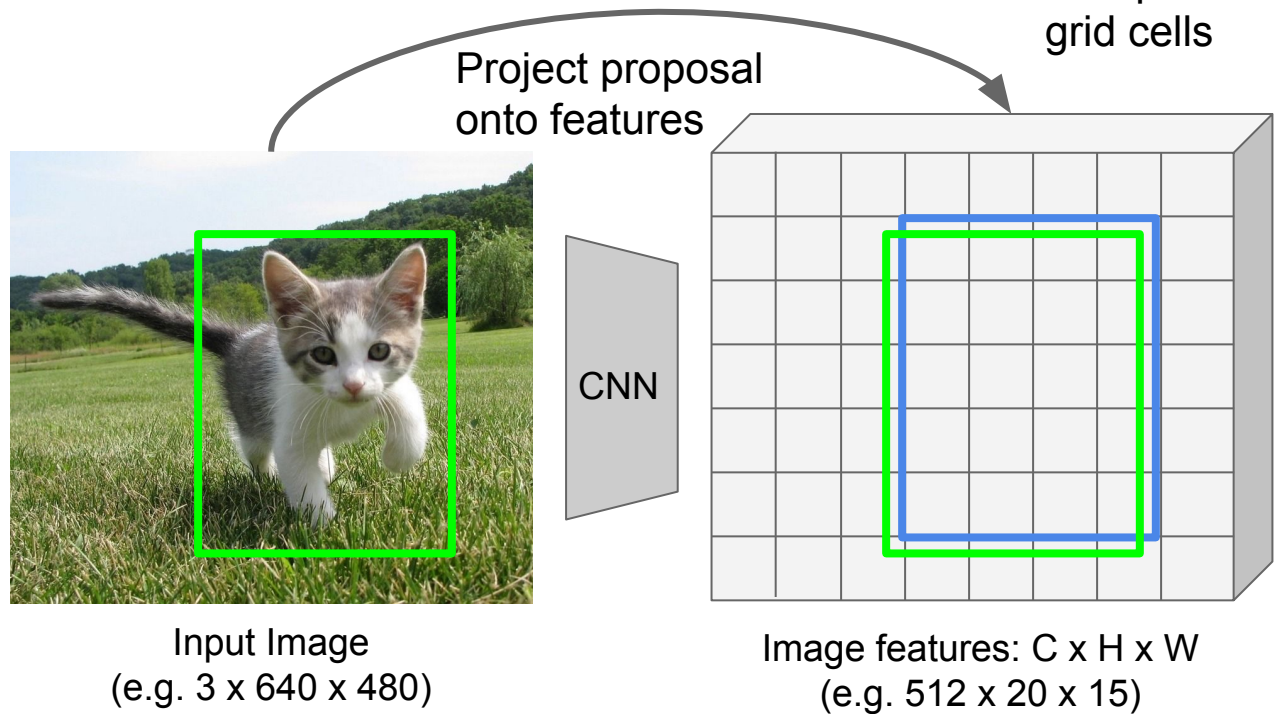 grid cells
Project proposal
onto features
CNN
Input Image
(e.g. 3 x 640 x 480)
Image features: C x H x W
(e.g. 512 x 20 x 15)